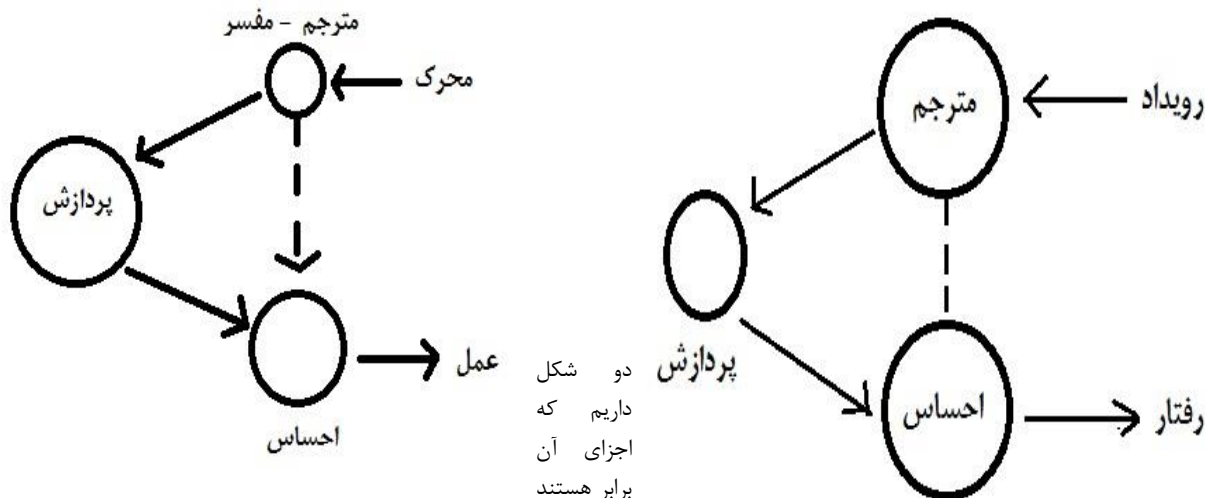 مترجم - مفسر
محرک
پردازش
احساس
عمل
مترجم
رویداد
پردازش
احساس
رفتار
دو شکل
داریم که
اجزای آن
برابر هستند